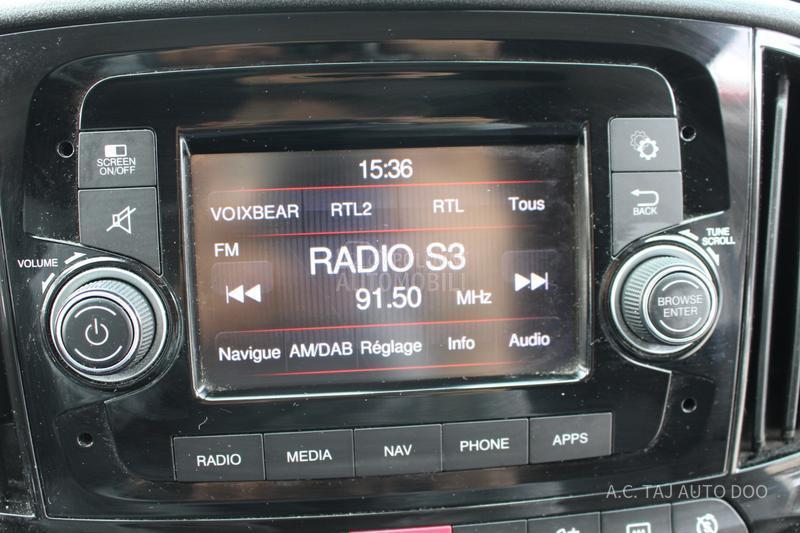 15:36
SCREEN
ON/OFF
VOIXBEAR RTL2 RTL Tous
BACK
FM
RADIO S3
VOLUME
TUNE
SCROLL
91.50 MHz
BROWSE
ENTER
Navigue AM/DAB Réglage Info Audio
RADIO MEDIA NAV PHONE APPS
A.C. TAJ AUTO DOO